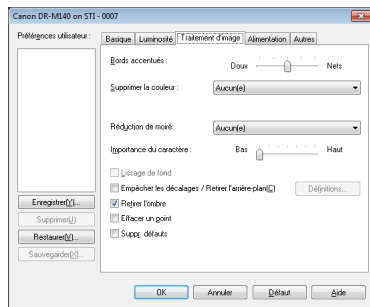 Canon DR-M140 on STI - 0007
Préférences utilisateur :
Basique Luminosité Traitement d'image Alimentation Autres
Bords accentués : Doux Nets
Supprimer la couleur : Aucun(e)
Réduction de moiré: Aucun(e)
Importance du caractère : Bas Haut
Lissage de fond
Empêcher les décalages / Retirer l'arrière-plan(C) Définitions...
Retirer l'ombre
Effacer un point
Suppr. défauts
Enregistrer(Y)...
Supprimer(J)
Restaurer(V)...
Sauvegarder(X)...
OK Annuler Défaut Aide